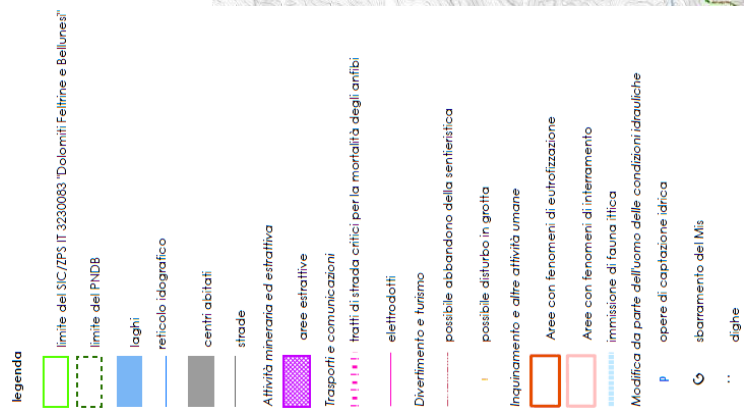 legenda
limite del SIC/ZPS IT 3230083 "Dolomiti Feltrine e Bellunesi"
limite del PNDB
laghi
reticolo idografico
centri abitati
strade
Attività mineraria ed estrattiva
aree estrattive
Trasporti e comunicazioni
tratti di strada critici per la mortalità degli anfibi
elettrodotti
Divertimento e turismo
possibile abbandono della sentieristica
possibile disturbo in grotta
Inquinamento e altre attività umane
Aree con fenomeni di eutrofizzazione
Aree con fenomeni di interramento
immissione di fauna ittica
Modifica da parte dell'uomo delle condizioni idrauliche
opere di captazione idrica
sbarramento del Mis
dighe